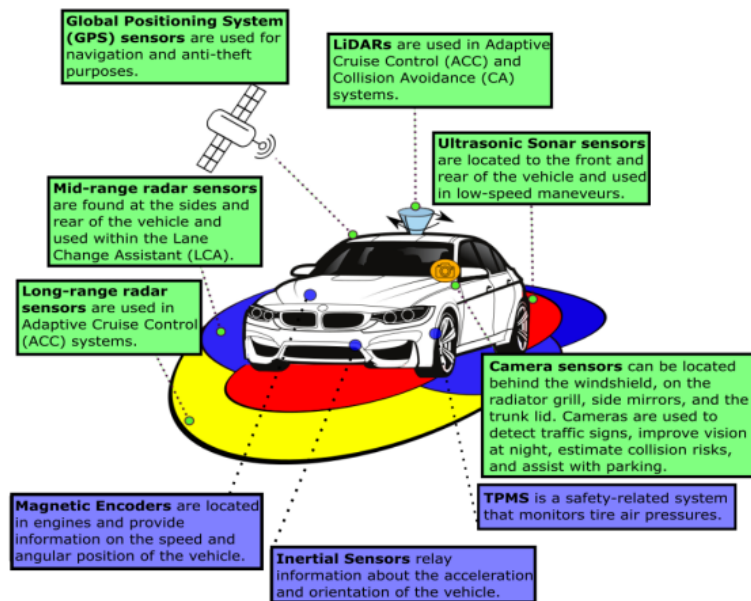 Global Positioning System
(GPS) sensors are used for
navigation and anti-theft
purposes.
LiDARs are used in Adaptive
Cruise Control (ACC) and
Collision Avoidance (CA)
systems.
Ultrasonic Sonar sensors
are located to the front and
rear of the vehicle and used
in low-speed maneveurs.
Mid-range radar sensors
are found at the sides and
rear of the vehicle and
used within the Lane
Change Assistant (LCA).
Long-range radar
sensors are used in
Adaptive Cruise Control
(ACC) systems.
Camera sensors can be located
behind the windshield, on the
radiator grill, side mirrors, and the
trunk lid. Cameras are used to
detect traffic signs, improve vision
at night, estimate collision risks,
and assist with parking.
Magnetic Encoders are located
in engines and provide
information on the speed and
angular position of the vehicle.
TPMS is a safety-related system
that monitors tire air pressures.
Inertial Sensors relay
information about the acceleration
and orientation of the vehicle.